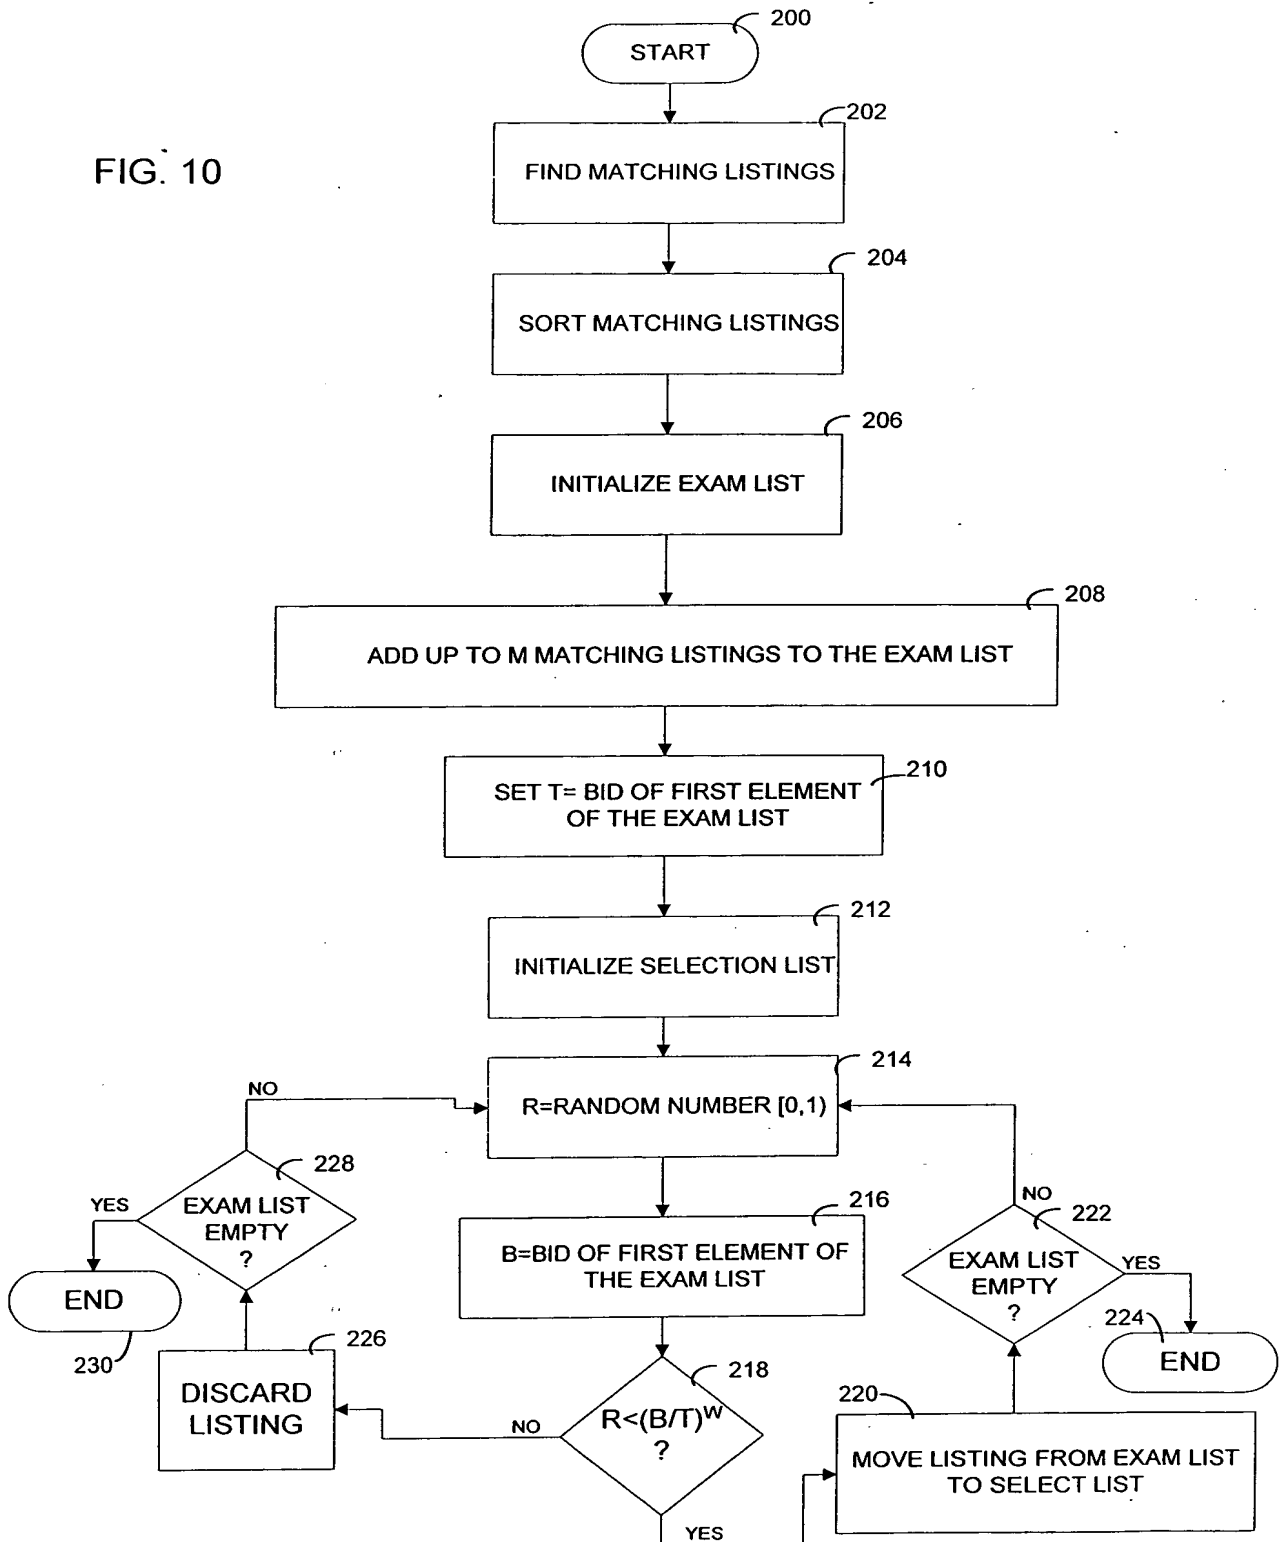 200
START
202
FIG. 10
FIND MATCHING LISTINGS
204
SORT MATCHING LISTINGS
206
INITIALIZE EXAM LIST
208
ADD UP TO M MATCHING LISTINGS TO THE EXAM LIST
210
SET T= BID OF FIRST ELEMENT
OF THE EXAM LIST
212
INITIALIZE SELECTION LIST
214
R=RANDOM NUMBER [0,1)
NO
228
EXAM LIST
EMPTY
?
YES
END
230
216
B=BID OF FIRST ELEMENT OF
THE EXAM LIST
NO
222
EXAM LIST
EMPTY
?
YES
224
END
226
DISCARD
LISTING
218
R<(B/T)^W
?
NO
YES
220
MOVE LISTING FROM EXAM LIST
TO SELECT LIST